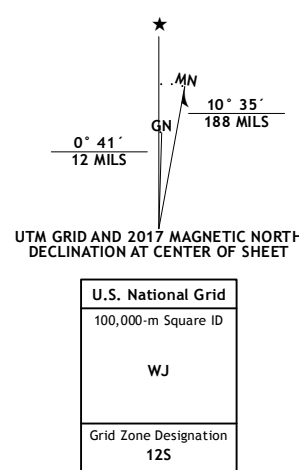 ★
MN
GN
10° 35´
188 MILS
0° 41´
12 MILS
UTM GRID AND 2017 MAGNETIC NORTH
DECLINATION AT CENTER OF SHEET
U.S. National Grid
100,000-m Square ID
WJ
Grid Zone Designation
12S